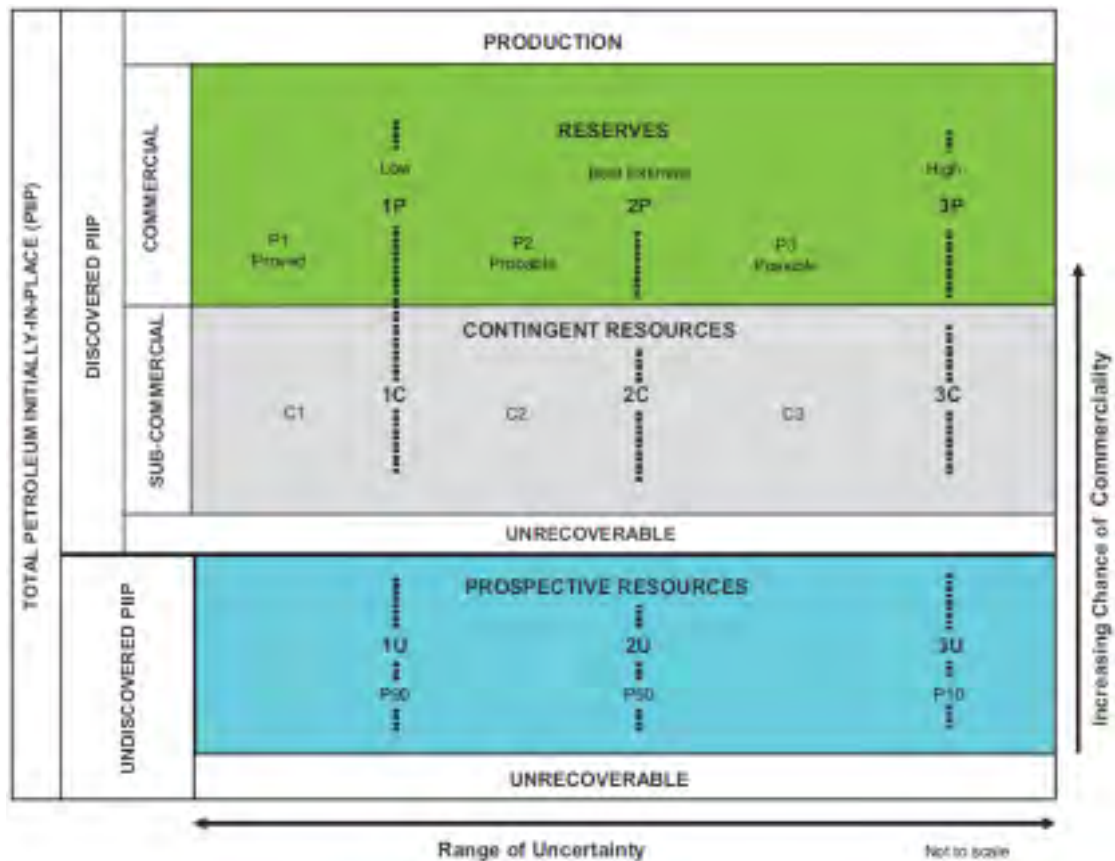 PRODUCTION
TOTAL PETROLEUM INITIALLY-IN-PLACE (PIIP)
DISCOVERED PIIP
COMMERCIAL
RESERVES
Low
Best Estimate
High
1P
2P
3P
P1
Proved
P2
Probable
P3
Possible
SUB-COMMERCIAL
CONTINGENT RESOURCES
1C
2C
3C
C1
C2
C3
UNRECOVERABLE
UNDISCOVERED PIIP
PROSPECTIVE RESOURCES
1U
2U
3U
P90
P50
P10
UNRECOVERABLE
Increasing Chance of Commerciality
Range of Uncertainty
Not to scale